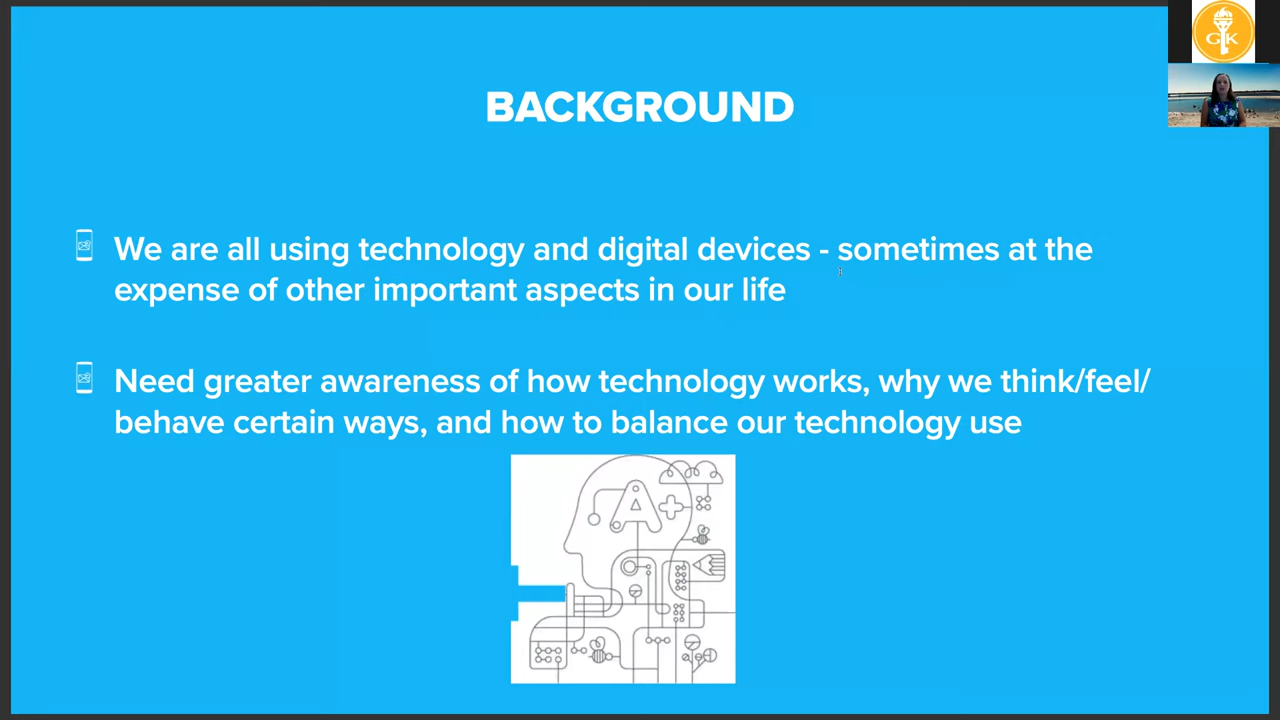 GK
BACKGROUND
We are all using technology and digital devices - sometimes at the
expense of other important aspects in our life
Need greater awareness of how technology works, why we think/feel/
behave certain ways, and how to balance our technology use
A